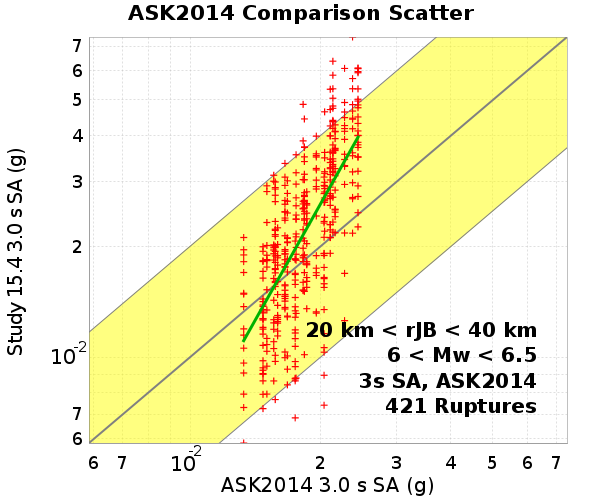 ASK2014 Comparison Scatter
7
6
5
4
3
2
10⁻²
7
6
Study 15.4 3.0 s SA (g)
20 km < rJB < 40 km
6 < Mw < 6.5
3s SA, ASK2014
421 Ruptures
6 7 10⁻² 2 3 4 5 6 7
ASK2014 3.0 s SA (g)